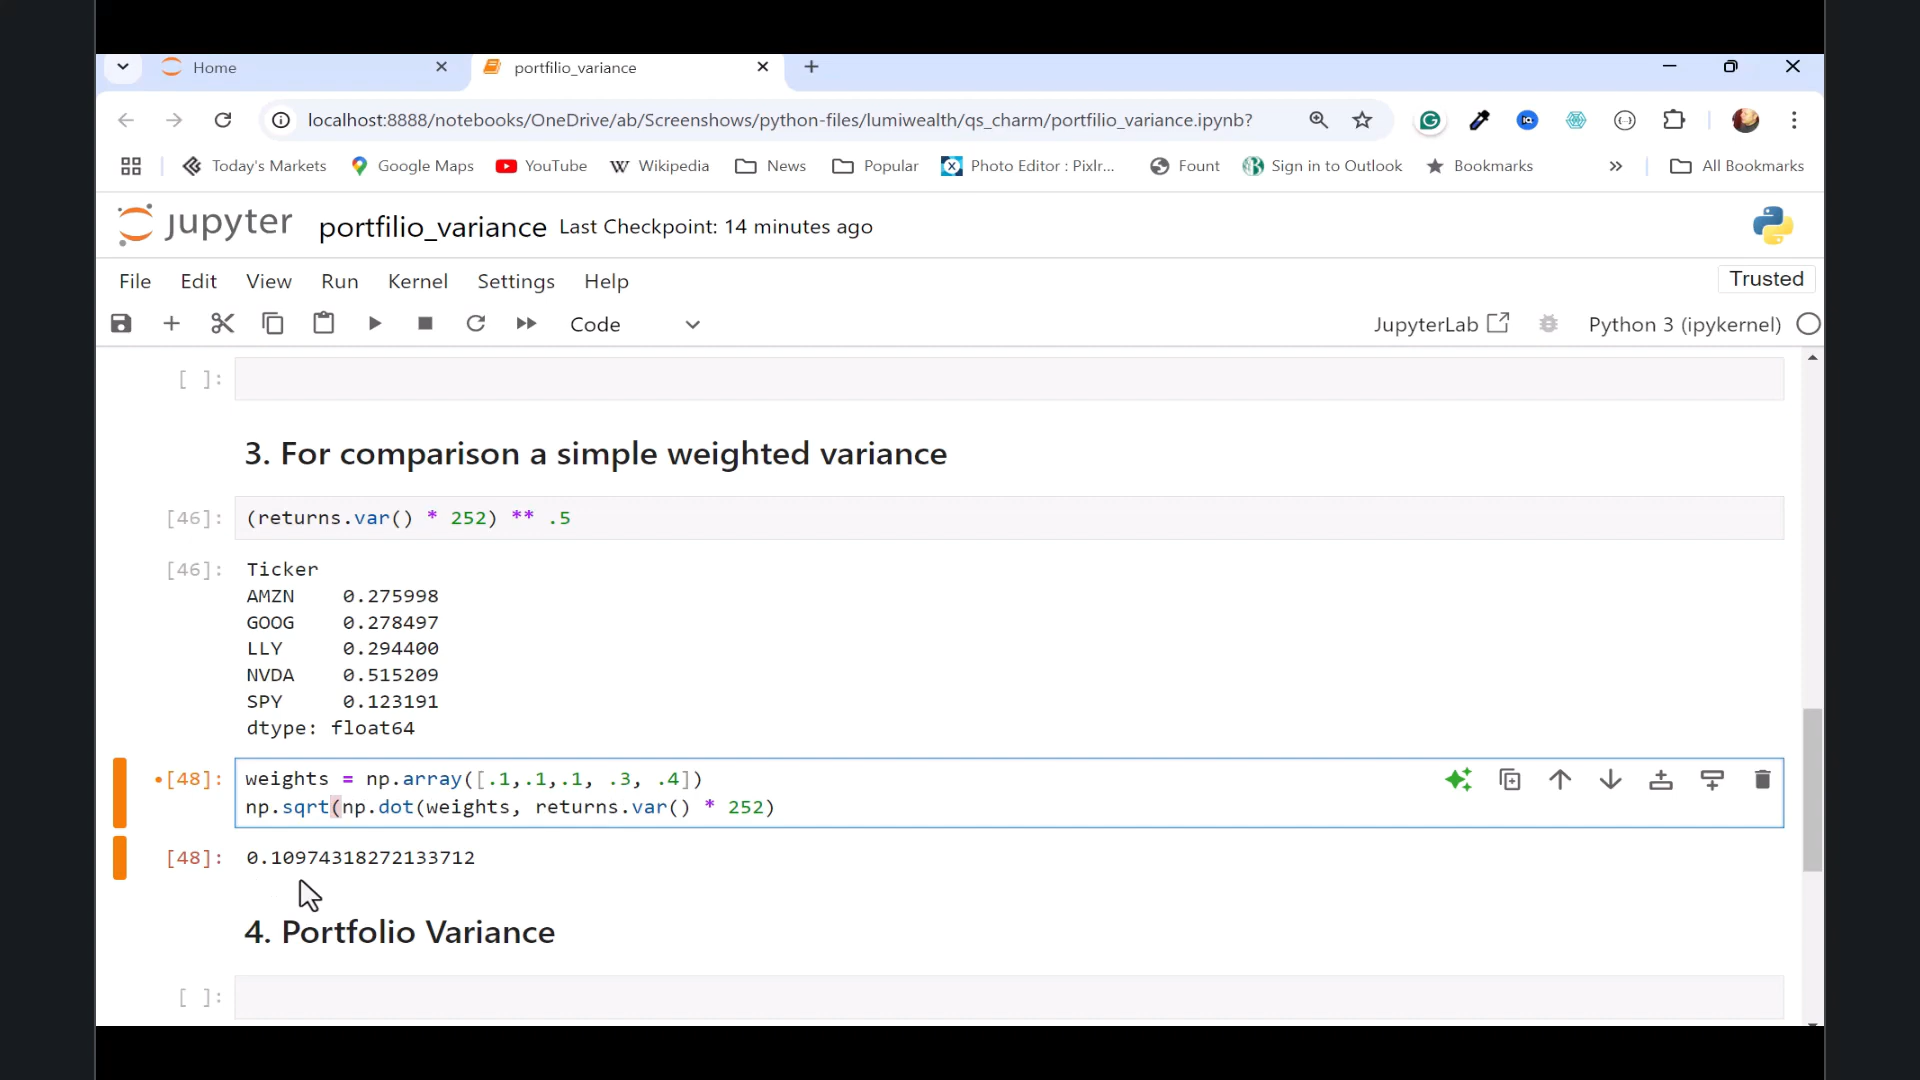 Home
portfilio_variance
localhost:8888/notebooks/OneDrive/ab/Screenshows/python-files/lumiwealth/qs_charm/portfilio_variance.ipynb?
Today's Markets Google Maps YouTube Wikipedia News Popular Photo Editor : Pixlr... Fount Sign in to Outlook Bookmarks » All Bookmarks
jupyter portfilio_variance Last Checkpoint: 14 minutes ago
File Edit View Run Kernel Settings Help Trusted
Code JupyterLab Python 3 (ipykernel)
[ ]:
3. For comparison a simple weighted variance
[46]: (returns.var() * 252) ** .5
[46]: Ticker
AMZN 0.275998
GOOG 0.278497
LLY 0.294400
NVDA 0.515209
SPY 0.123191
dtype: float64
•[48]: weights = np.array([.1,.1,.1, .3, .4])
np.sqrt(np.dot(weights, returns.var() * 252)
[48]: 0.10974318272133712
4. Portfolio Variance
[ ]: